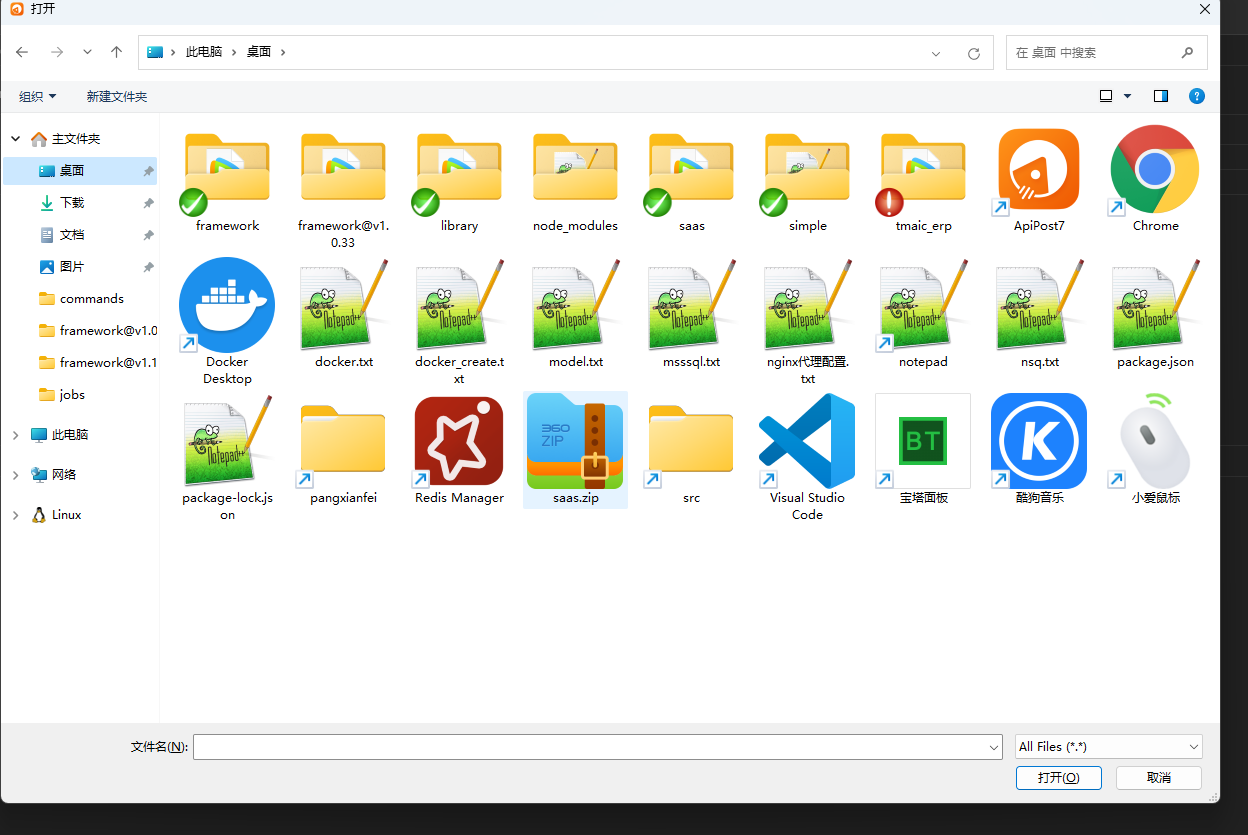 打开
此电脑
桌面
在 桌面 中搜索
组织
新建文件夹
主文件夹
桌面
下载
文档
图片
commands
framework@v1.0
framework@v1.1
jobs
此电脑
网络
Linux
framework
framework@v1.
0.33
library
node_modules
saas
simple
tmaic_erp
ApiPost7
Chrome
Docker
Desktop
docker.txt
docker_create.t
xt
model.txt
msssql.txt
nginx代理配置.
txt
notepad
nsq.txt
package.json
package-lock.js
on
pangxianfei
Redis Manager
360
ZIP
saas.zip
src
Visual Studio
Code
BT
宝塔面板
K
酷狗音乐
小爱鼠标
文件名(N):
All Files (*.*)
打开(O)
取消